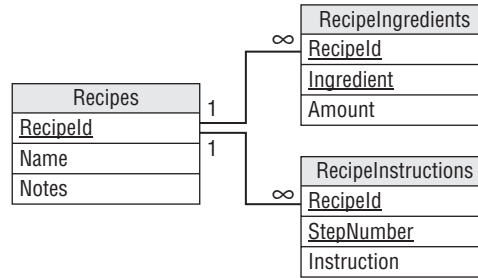 Recipes
RecipeId
Name
Notes
1
1
∞
∞
RecipeIngredients
RecipeId
Ingredient
Amount
RecipeInstructions
RecipeId
StepNumber
Instruction